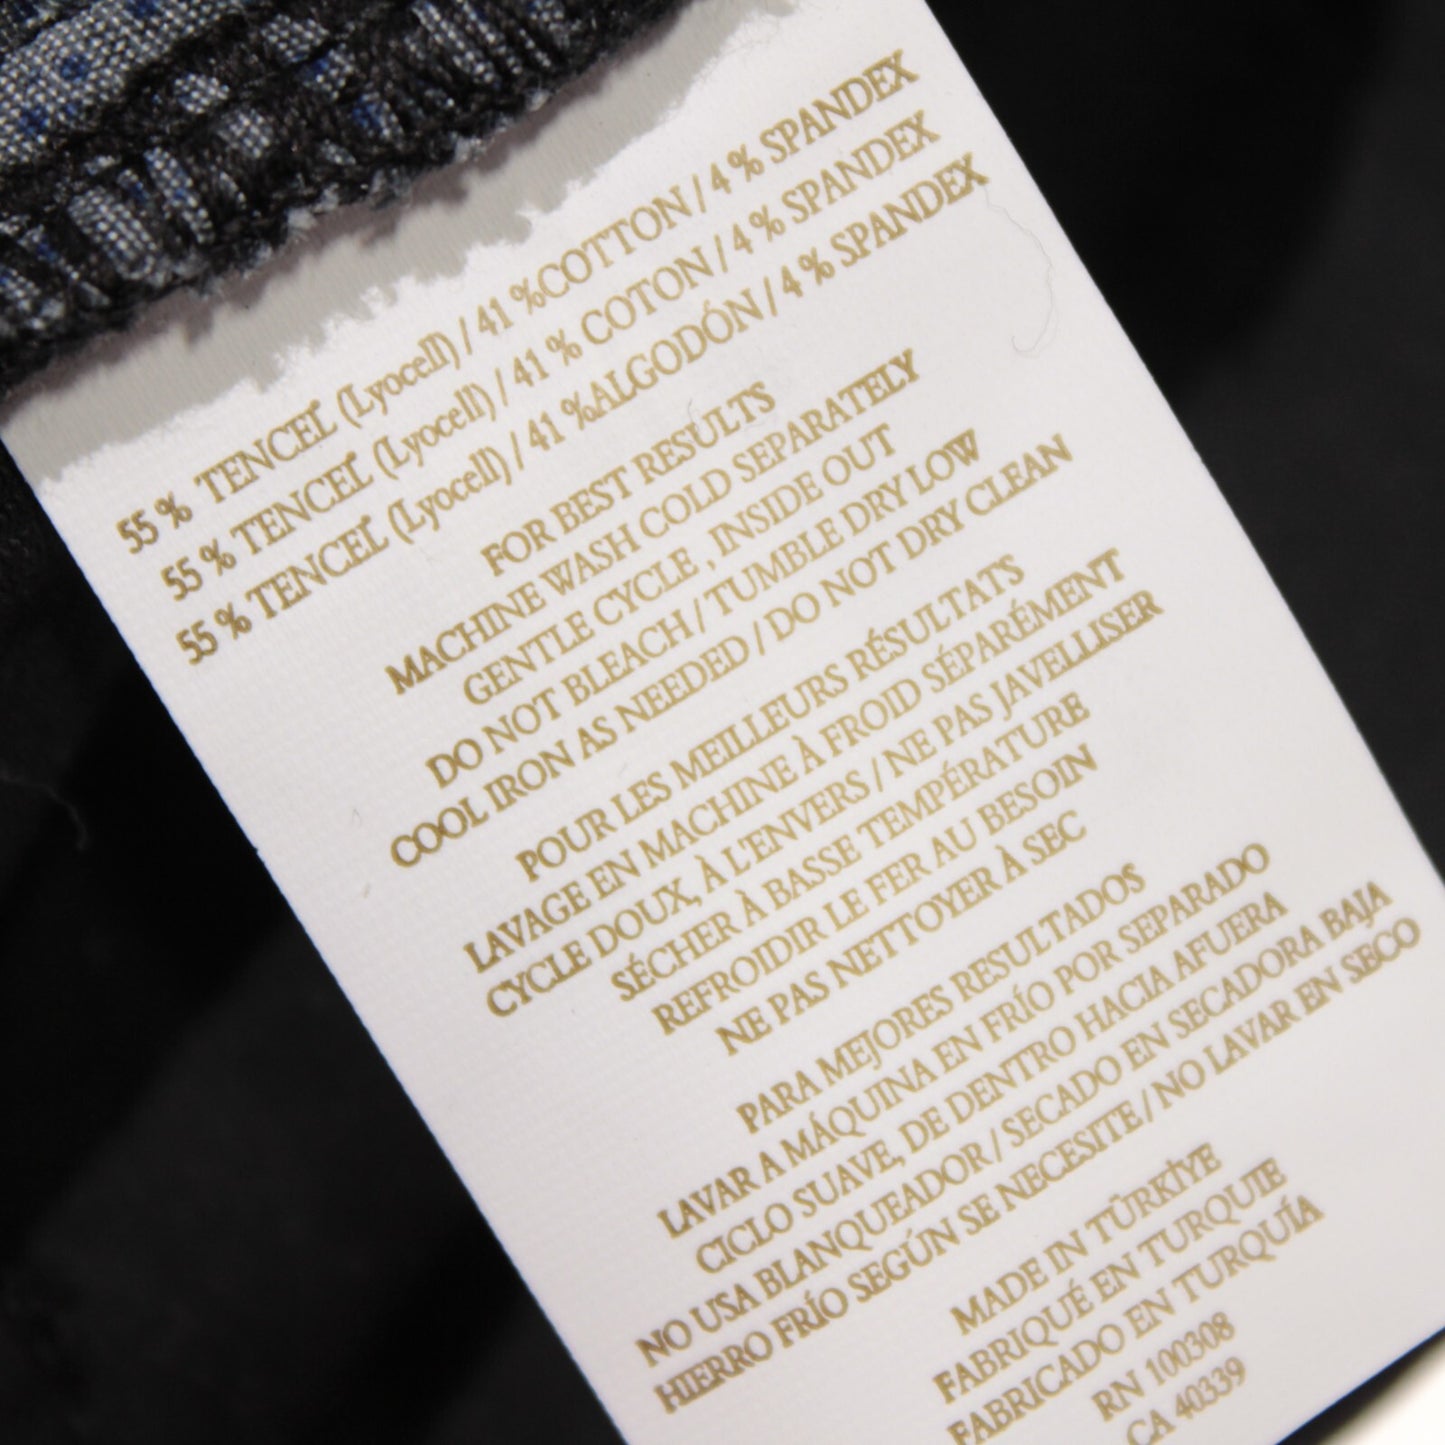 55 % TENCEL® (Lyocell) / 41 %COTTON / 4 % SPANDEX
55 % TENCEL® (Lyocell) / 41 % COTON / 4 % SPANDEX
55 % TENCEL® (Lyocell) / 41 %ALGODÓN / 4 % SPANDEX
FOR BEST RESULTS
MACHINE WASH COLD SEPARATELY
GENTLE CYCLE , INSIDE OUT
DO NOT BLEACH / TUMBLE DRY LOW
COOL IRON AS NEEDED / DO NOT DRY CLEAN
POUR LES MEILLEURS RÉSULTATS
LAVAGE EN MACHINE À FROID SÉPARÉMENT
CYCLE DOUX, À L'ENVERS / NE PAS JAVELLISER
SÉCHER À BASSE TEMPÉRATURE
REFROIDIR LE FER AU BESOIN
NE PAS NETTOYER À SEC
PARA MEJORES RESULTADOS
LAVAR A MÁQUINA EN FRÍO POR SEPARADO
CICLO SUAVE, DE DENTRO HACIA AFUERA
NO USA BLANQUEADOR / SECADO EN SECADORA BAJA
HIERRO FRÍO SEGÚN SE NECESITE / NO LAVAR EN SECO
MADE IN TÜRKİYE
FABRIQUÉ EN TURQUIE
FABRICADO EN TURQUÍA
RN 100308
CA 40339